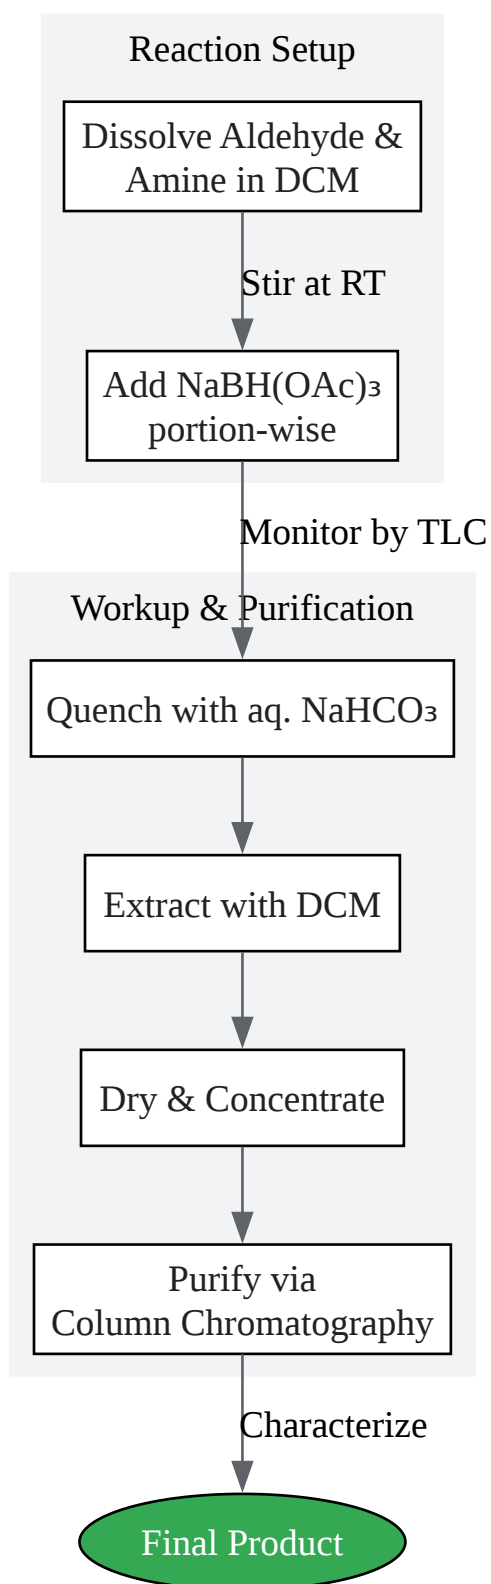 Reaction Setup
Dissolve Aldehyde &
Amine in DCM
Stir at RT
Add NaBH(OAc)₃
portion-wise
Monitor by TLC
Workup & Purification
Quench with aq. NaHCO₃
Extract with DCM
Dry & Concentrate
Purify via
Column Chromatography
Characterize
Final Product